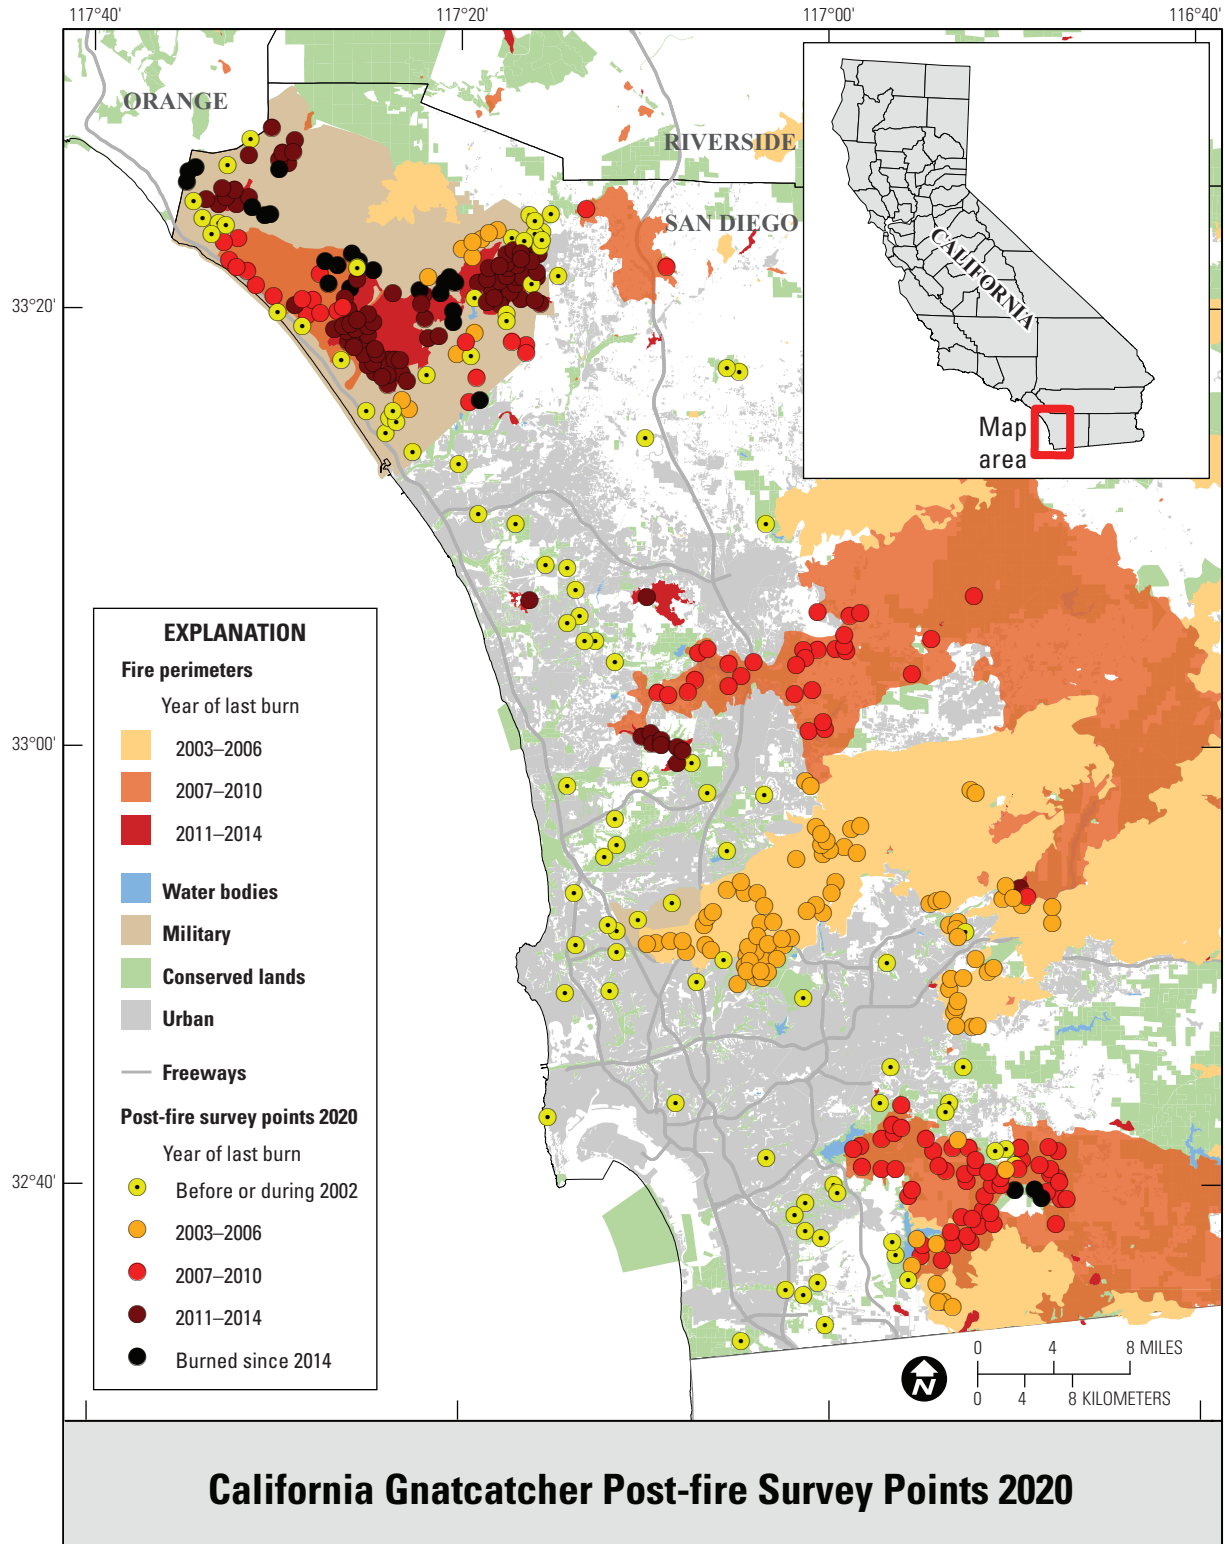 117°40'
117°20'
117°00'
116°40'
ORANGE
RIVERSIDE
SAN DIEGO
CALIFORNIA
Map
area
33°20'
33°00'
32°40'
EXPLANATION
Fire perimeters
Year of last burn
2003–2006
2007–2010
2011–2014
Water bodies
Military
Conserved lands
Urban
Freeways
Post-fire survey points 2020
Year of last burn
Before or during 2002
2003–2006
2007–2010
2011–2014
Burned since 2014
N
0 4 8 MILES
0 4 8 KILOMETERS
California Gnatcatcher Post-fire Survey Points 2020